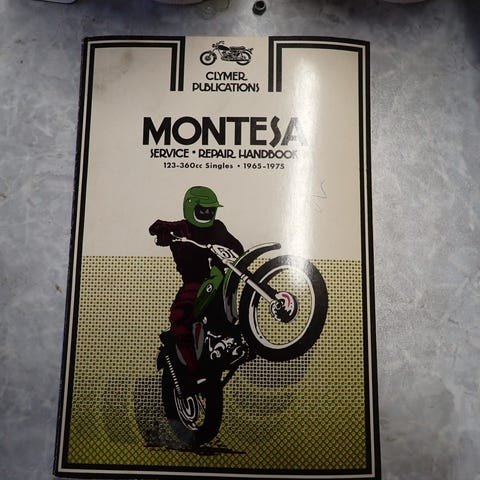 CLYMER
PUBLICATIONS
MONTESA
SERVICE • REPAIR HANDBOOK
123-360cc Singles • 1965-1975